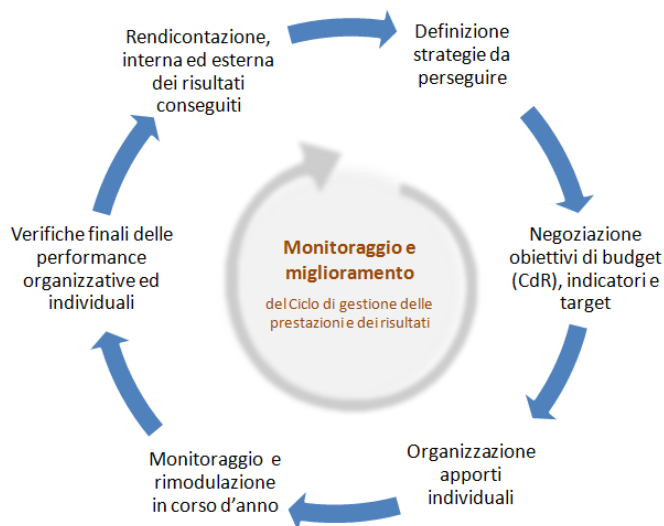 Definizione
strategie da
perseguire
Negoziazione
obiettivi di budget
(CdR), indicatori e
target
Organizzazione
apporti
individuali
Monitoraggio e
rimodulazione
in corso d’anno
Verifiche finali delle
performance
organizzative ed
individuali
Rendicontazione,
interna ed esterna
dei risultati
conseguiti
Monitoraggio e
miglioramento
del Ciclo di gestione delle
prestazioni e dei risultati